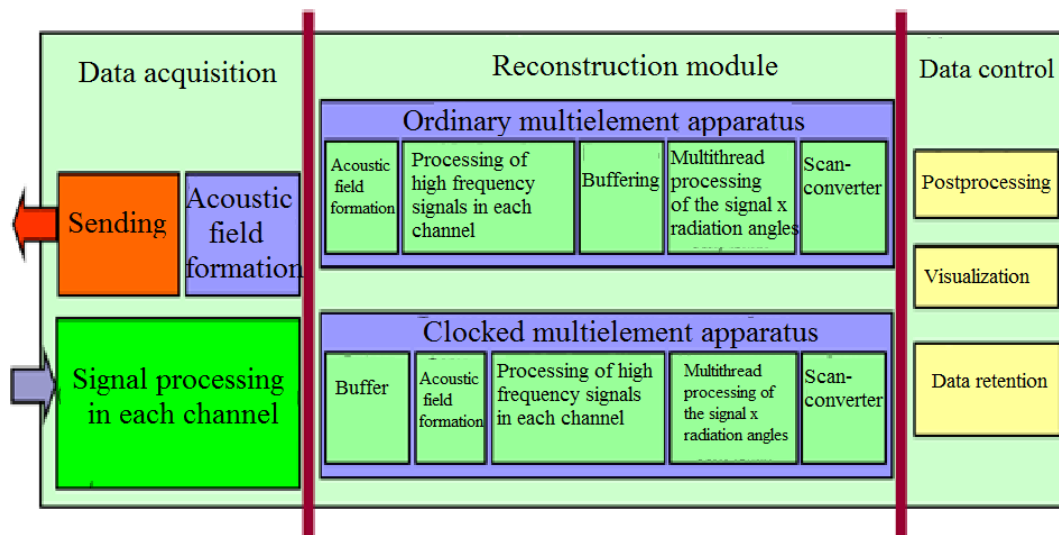 Data acquisition
Reconstruction module
Data control
Sending
Acoustic
field
formation
Signal processing
in each channel
Ordinary multielement apparatus
Acoustic
field
formation
Processing of
high frequency
signals in each
channel
Buffering
Multithread
processing
of the signal x
radiation angles
Scan-
converter
Clocked multielement apparatus
Buffer
Acoustic
field
formation
Processing of high
frequency signals
in each channel
Multithread
processing of
the signal x
radiation angles
Scan-
converter
Postprocessing
Visualization
Data retention